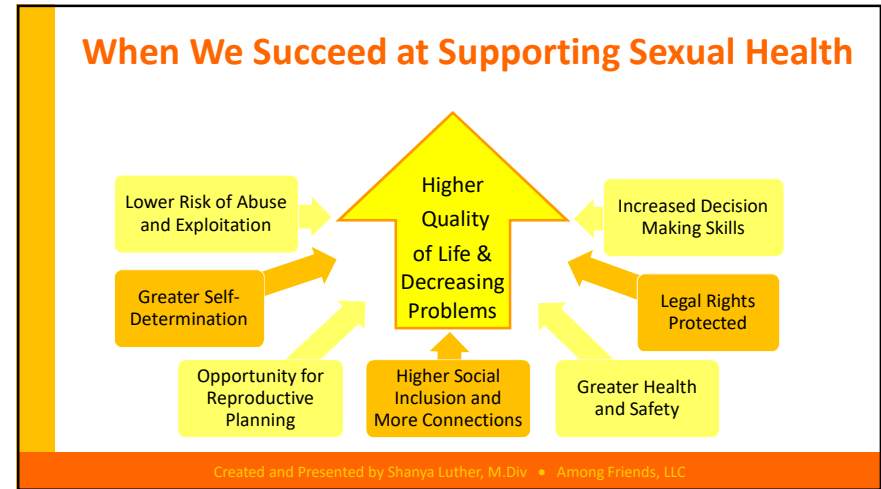 When We Succeed at Supporting Sexual Health
Higher
Quality
of Life &
Decreasing
Problems
Lower Risk of Abuse
and Exploitation
Greater Self-
Determination
Opportunity for
Reproductive
Planning
Higher Social
Inclusion and
More Connections
Greater Health
and Safety
Legal Rights
Protected
Increased Decision
Making Skills
Created and Presented by Shanya Luther, M.Div • Among Friends, LLC